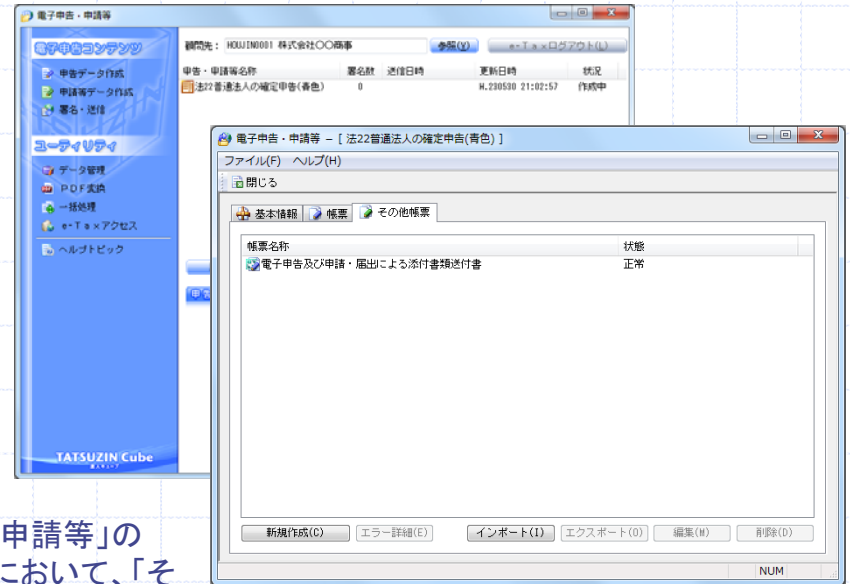 電子申告・申請等
電子申告コンテンツ
申告データ作成
申請等データ作成
署名・送信
ユーティリティ
データ管理
PDF変換
一括処理
e-Taxアクセス
ヘルプトピック
TATSUZIN Cube
顧問先: HOUJIN0001 株式会社〇〇商事
参照(V)
e-Taxログアウト(L)
申告・申請等名称 署名数 送信日時 更新日時 状況
法22普通法人の確定申告(青色) 0 H.230530 21:02:57 作成中
電子申告・申請等 - [ 法22普通法人の確定申告(青色) ]
ファイル(F) ヘルプ(H)
閉じる
基本情報 帳票 その他帳票
帳票名称 状態
電子申告及び申請・届出による添付書類送付書 正常
新規作成(C) エラー詳細(E) インポート(I) エクスポート(O) 編集(M) 削除(D)
NUM
申請等」の
において、「そ